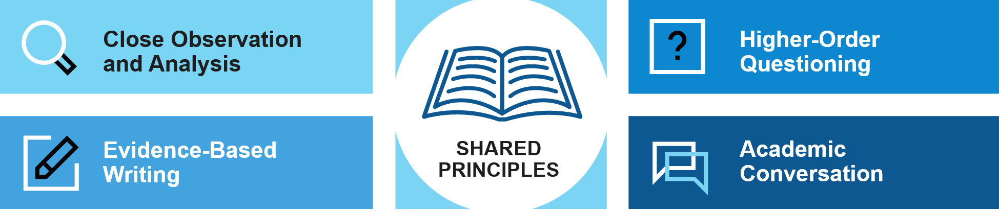 Close Observation
and Analysis
Evidence-Based
Writing
SHARED
PRINCIPLES
?
Higher-Order
Questioning
Academic
Conversation